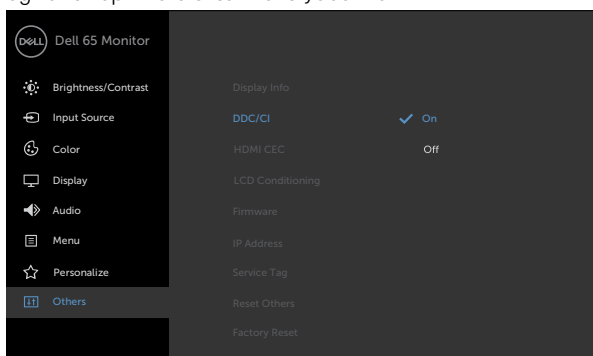 DELL Dell 65 Monitor
Brightness/Contrast
Display Info
Input Source
DDC/CI
On
Color
HDMI CEC
Off
Display
LCD Conditioning
Audio
Firmware
Menu
IP Address
Personalize
Service Tag
Others
Reset Others
Factory Reset